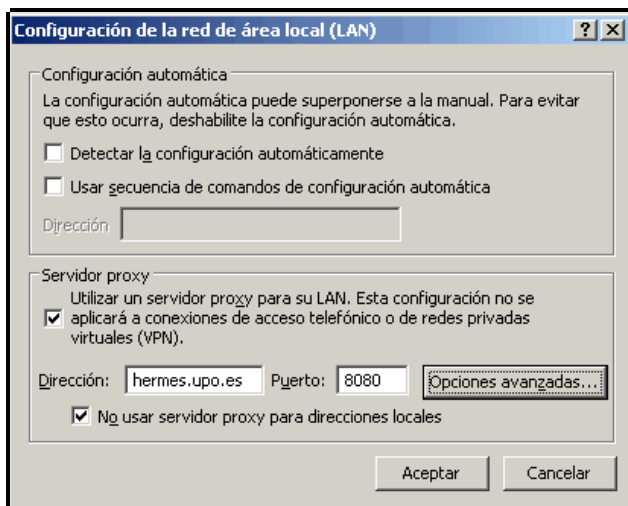 Configuración de la red de área local (LAN)
Configuración automática
La configuración automática puede superponerse a la manual. Para evitar
que esto ocurra, deshabilite la configuración automática.
Detectar la configuración automáticamente
Usar secuencia de comandos de configuración automática
Dirección
Servidor proxy
Utilizar un servidor proxy para su LAN. Esta configuración no se
aplicará a conexiones de acceso telefónico o de redes privadas
virtuales (VPN).
Dirección: hermes.upo.es Puerto: 8080 Opciones avanzadas...
No usar servidor proxy para direcciones locales
Aceptar Cancelar